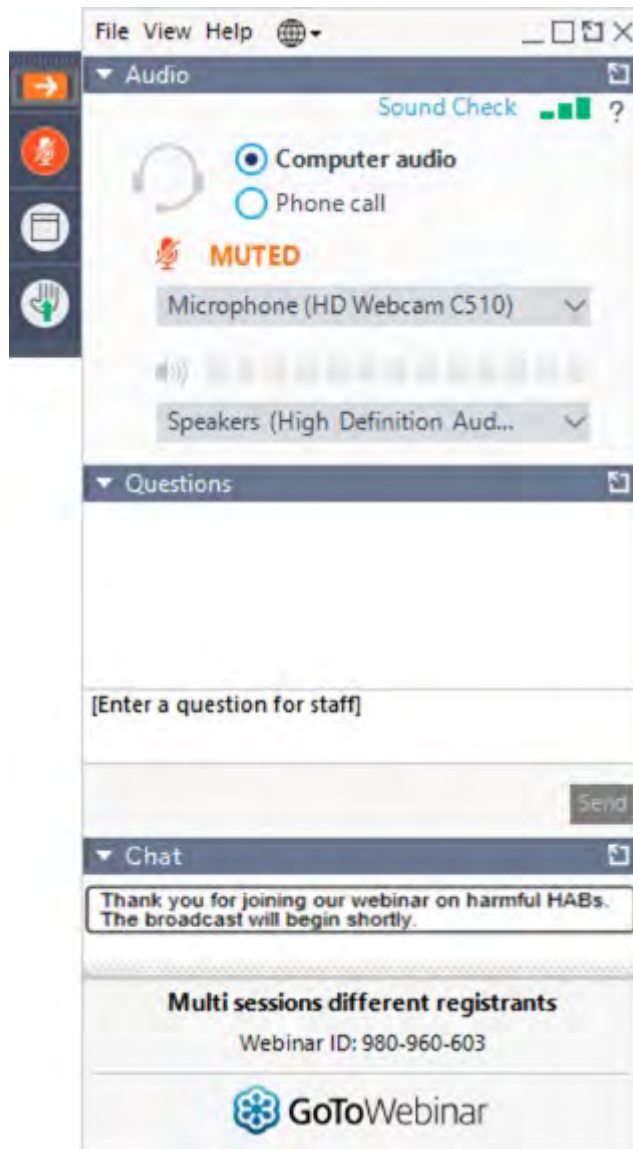 File View Help
Audio
Sound Check ?
Computer audio
Phone call
MUTED
Microphone (HD Webcam C510)
Speakers (High Definition Aud...
Questions
[Enter a question for staff]
Send
Chat
Thank you for joining our webinar on harmful HABs.
The broadcast will begin shortly.
Multi sessions different registrants
Webinar ID: 980-960-603
GoToWebinar